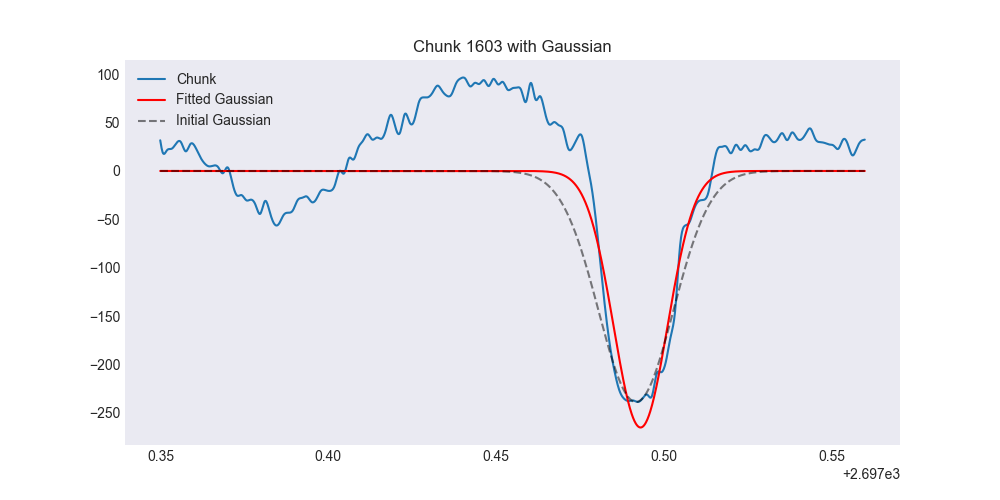 Chunk 1603 with Gaussian
100
50
0
−50
−100
−150
−200
−250
Chunk
Fitted Gaussian
Initial Gaussian
0.35 0.40 0.45 0.50 0.55
+2.697e3